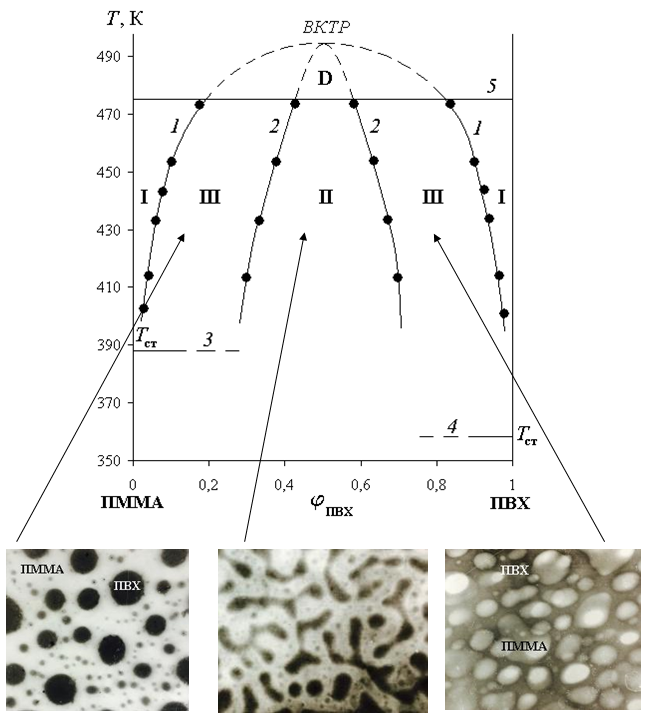 T, К
ВКТР
490
D
5
470
1
2
2
1
450
I
III
II
III
I
430
410
Tст
3
390
370
4
Tст
350
0
0,2
0,4
0,6
0,8
1
ПММА
φПВХ
ПВХ
ПММА
ПВХ
ПВХ
ПММА